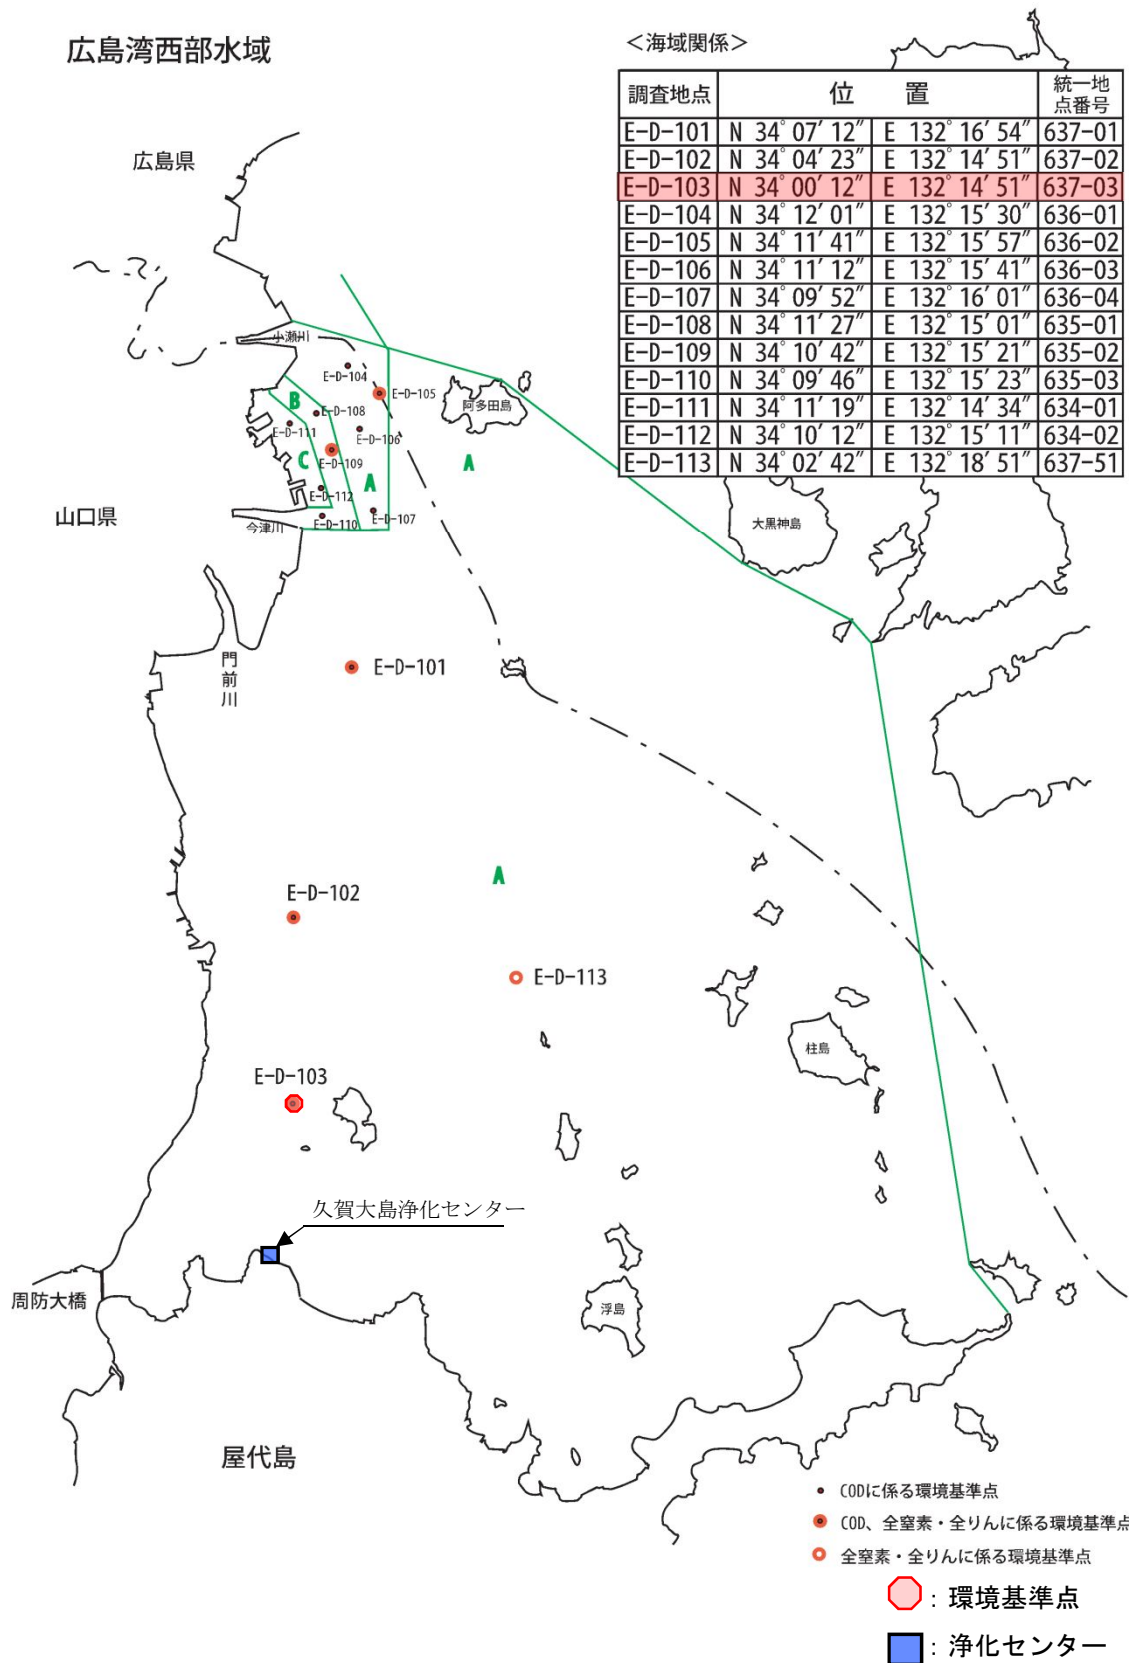 広島湾西部水域
＜海域関係＞
調査地点 位　置 統一地点番号
E-D-101 N 34°07′12″ E 132°16′54″ 637-01
E-D-102 N 34°04′23″ E 132°14′51″ 637-02
E-D-103 N 34°00′12″ E 132°14′51″ 637-03
E-D-104 N 34°12′01″ E 132°15′30″ 636-01
E-D-105 N 34°11′41″ E 132°15′57″ 636-02
E-D-106 N 34°11′12″ E 132°15′41″ 636-03
E-D-107 N 34°09′52″ E 132°16′01″ 636-04
E-D-108 N 34°11′27″ E 132°15′01″ 635-01
E-D-109 N 34°10′42″ E 132°15′21″ 635-02
E-D-110 N 34°09′46″ E 132°15′23″ 635-03
E-D-111 N 34°11′19″ E 132°14′34″ 634-01
E-D-112 N 34°10′12″ E 132°15′11″ 634-02
E-D-113 N 34°02′42″ E 132°18′51″ 637-51
広島県
小瀬川
E-D-104
E-D-105
阿多田島
B
E-D-108
E-D-111
E-D-106
C
E-D-109
A
A
E-D-112
山口県
E-D-107
今津川
E-D-110
大黒神島
門前川
E-D-101
A
E-D-102
E-D-113
柱島
E-D-103
久賀大島浄化センター
周防大橋
浮島
屋代島
CODに係る環境基準点
COD、全窒素・全りんに係る環境基準点
全窒素・全りんに係る環境基準点
：環境基準点
：浄化センター